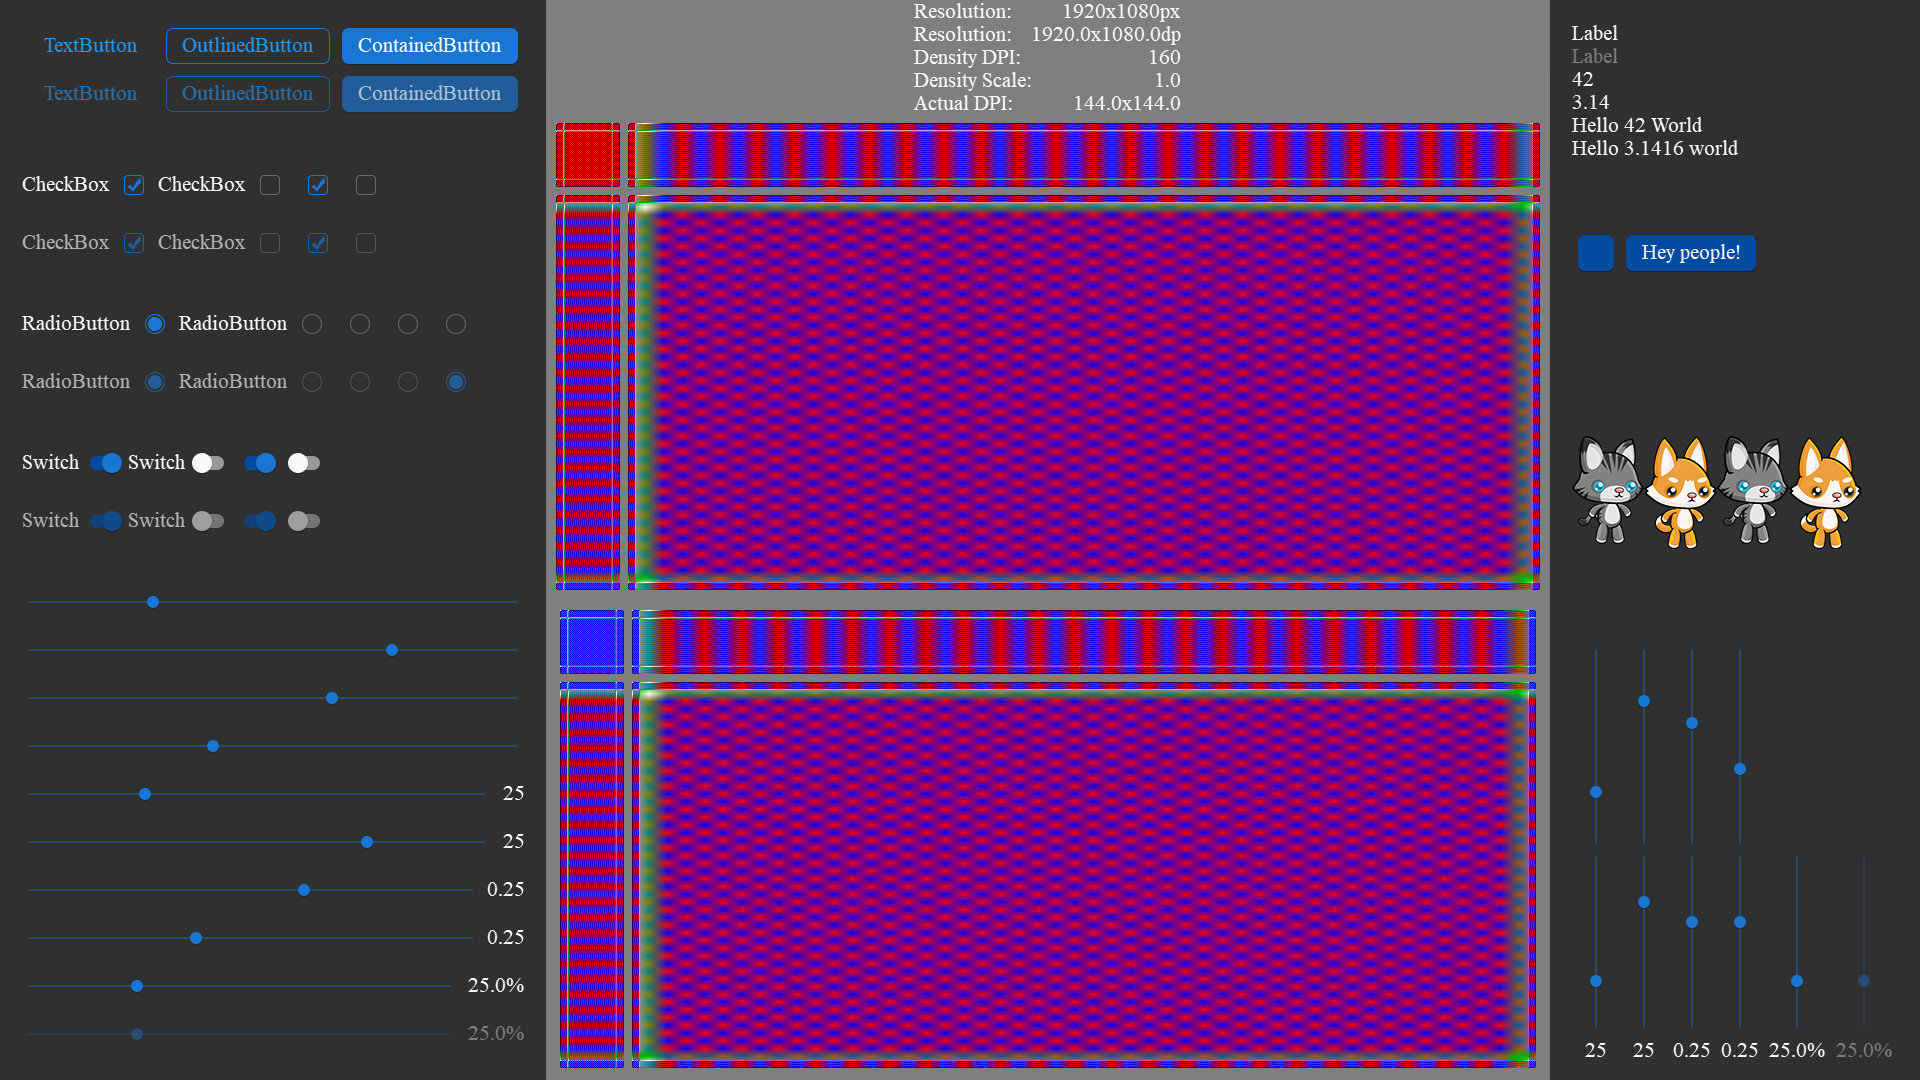 TextButton OutlinedButton ContainedButton
TextButton OutlinedButton ContainedButton
CheckBox CheckBox
CheckBox CheckBox
RadioButton RadioButton
RadioButton RadioButton
Switch Switch
Switch Switch
25
25
0.25
0.25
25.0%
25.0%
Resolution: 1920x1080px
Resolution: 1920.0x1080.0dp
Density DPI: 160
Density Scale: 1.0
Actual DPI: 144.0x144.0
Label
Label
42
3.14
Hello 42 World
Hello 3.1416 world
Hey people!
25 25 0.25 0.25 25.0% 25.0%